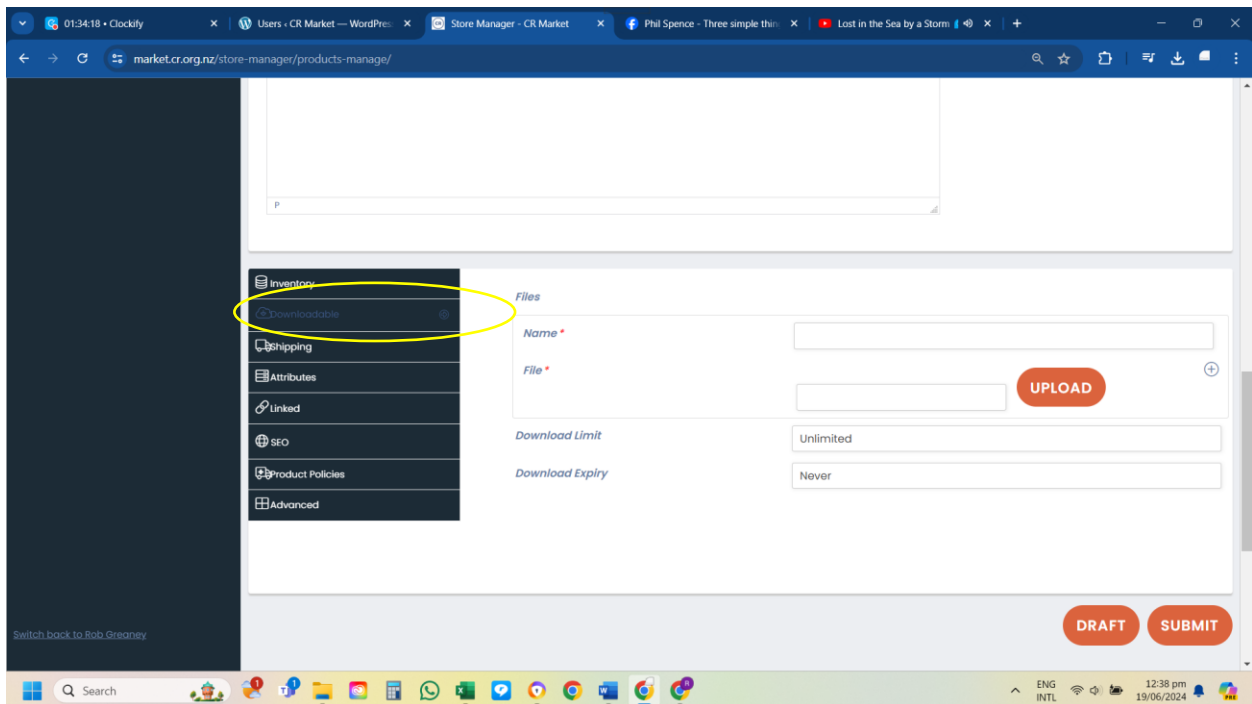 01:34:18 • Clockify
Users ‹ CR Market — WordPres
Store Manager - CR Market
Phil Spence - Three simple thin
Lost in the Sea by a Storm
market.cr.org.nz/store-manager/products-manage/
P
Inventory
Files
Downloadable
Name *
Shipping
File *
UPLOAD
Attributes
Linked
Download Limit
Unlimited
SEO
Product Policies
Download Expiry
Never
Advanced
Switch back to Rob Greaney
DRAFT
SUBMIT
Search
ENG
INTL
12:38 pm
19/06/2024